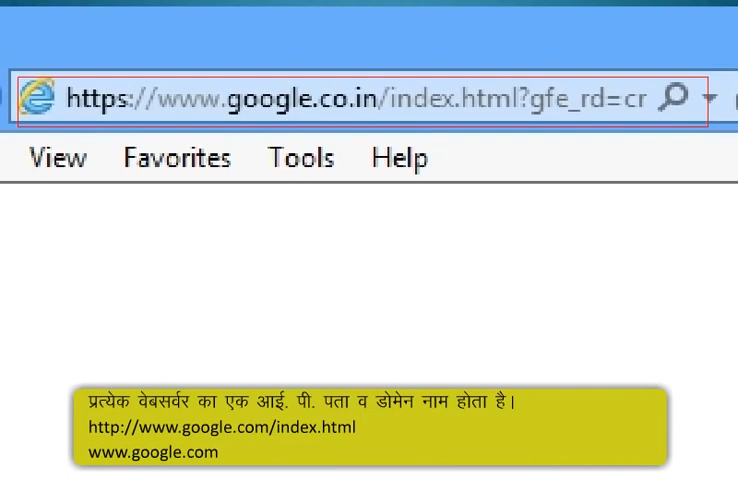 https://www.google.co.in/index.html?gfe_rd=cr
View Favorites Tools Help
प्रत्येक वेबसर्वर का एक आई. पी. पता व डोमेन नाम होता है।
http://www.google.com/index.html
www.google.com